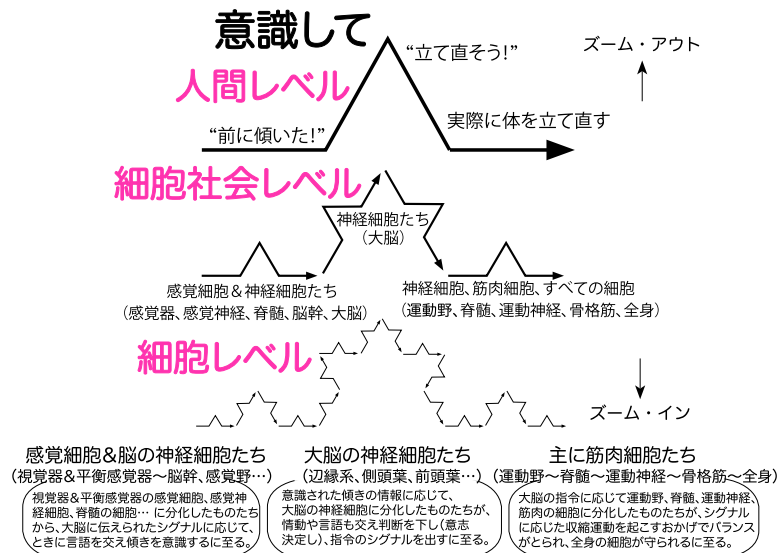 意識して
ズーム・アウト
“立て直そう!”
人間レベル
“前に傾いた!”
実際に体を立て直す
細胞社会レベル
神経細胞たち
（大脳）
感覚細胞＆神経細胞たち
（感覚器、感覚神経、脊髄、脳幹、大脳）
神経細胞、筋肉細胞、すべての細胞
（運動野、脊髄、運動神経、骨格筋、全身）
細胞レベル
ズーム・イン
感覚細胞＆脳の神経細胞たち
（視覚器＆平衡感覚器〜脳幹、感覚野…）
視覚器＆平衡感覚器の感覚細胞、感覚神
経細胞、脊髄の細胞… に分化したものたち
から、大脳に伝えられたシグナルに応じて、
ときに言語を交え傾きを意識するに至る。
大脳の神経細胞たち
（辺縁系、側頭葉、前頭葉…）
意識された傾きの情報に応じて、
大脳の神経細胞に分化したものたちが、
情動や言語も交え判断を下し（意志
決定し）、指令のシグナルを出すに至る。
主に筋肉細胞たち
（運動野〜脊髄〜運動神経〜骨格筋〜全身）
大脳の指令に応じて運動野、脊髄、運動神経、
筋肉の細胞に分化したものたちが、シグナル
に応じた収縮運動を起こすおかげでバランス
がとられ、全身の細胞が守られるに至る。